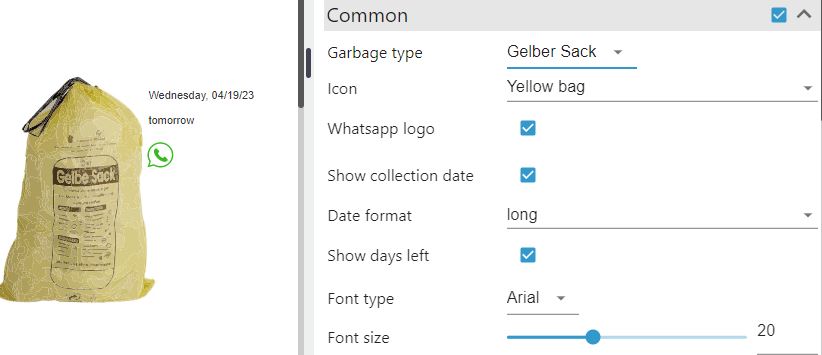 Wednesday, 04/19/23
tomorrow
Gelbe Sack
Common
Garbage type
Gelber Sack
Icon
Yellow bag
Whatsapp logo
Show collection date
Date format
long
Show days left
Font type
Arial
Font size
20